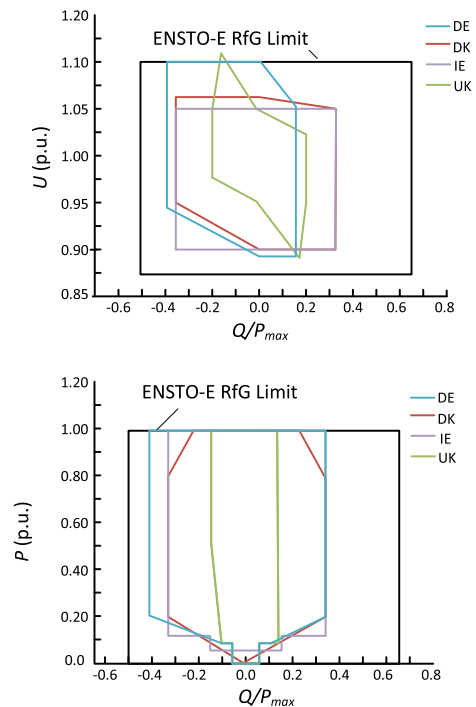 1.20
ENSTO-E RfG Limit
DE
DK
IE
UK
1.10
1.05
1.00
0.95
0.90
0.85
U (p.u.)
-0.6 -0.4 -0.2 0.0 0.2 0.4 0.6 0.8
Q/Pmax
1.20
ENSTO-E RfG Limit
DE
DK
IE
UK
1.00
0.80
0.60
0.40
0.20
0.0
P (p.u.)
-0.6 -0.4 -0.2 0.0 0.2 0.4 0.6 0.8
Q/Pmax